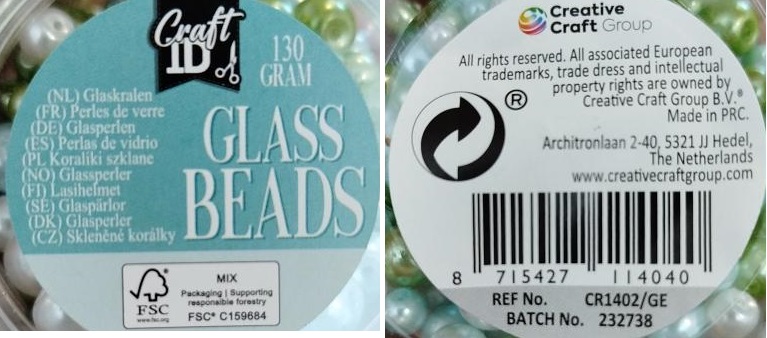 Craft
ID
130
GRAM
(NL) Glaskralen
(FR) Perles de verre
(DE) Glasperlen
(ES) Perlas de vidrio
(PL Koraliki szklane
(NO) Glassperler
(FI) Lasihelmet
(SE) Glaspärlor
(DK) Glasperler
(CZ) Skleněné korálky
GLASS
BEADS
FSC
www.fsc.org
MIX
Packaging | Supporting
responsible forestry
FSC® C159684
Creative
Craft Group
All rights reserved. All associated European
trademarks, trade dress and intellectual
property rights are owned by
Creative Craft Group B.V.®
Made in PRC.
®
Architronlaan 2-40, 5321 JJ Hedel,
The Netherlands
www.creativecraftgroup.com
8 715427 114040
REF No. CR1402/GE
BATCH No. 232738